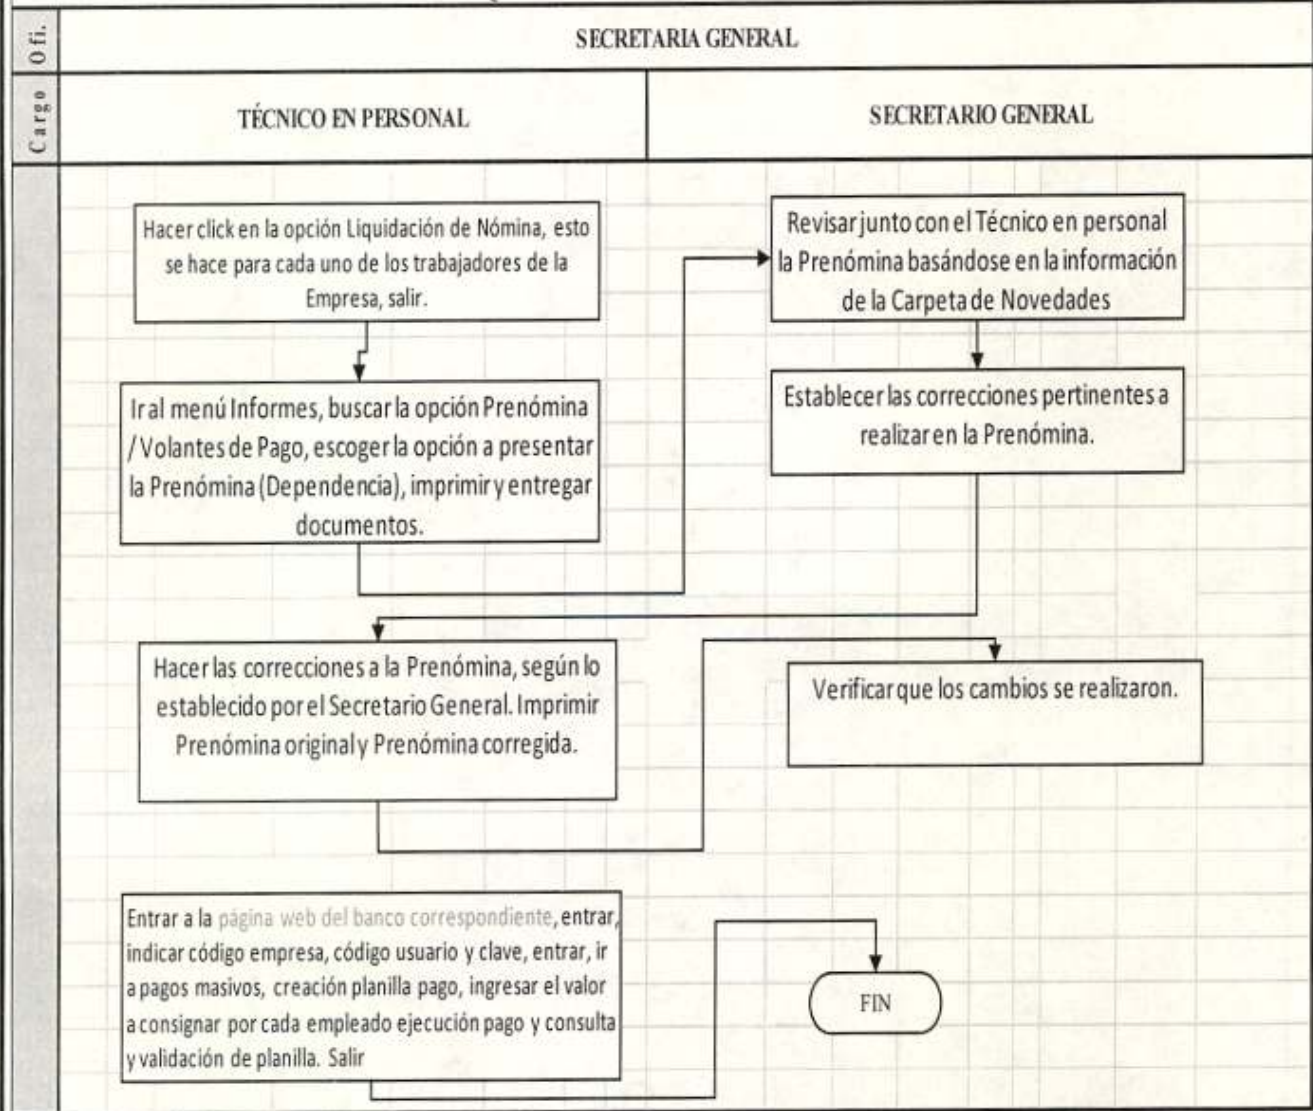 Ofi.
SECRETARIA GENERAL
Cargo
TÉCNICO EN PERSONAL
SECRETARIO GENERAL
Hacer click en la opción Liquidación de Nómina, esto
se hace para cada uno de los trabajadores de la
Empresa, salir.
Revisar junto con el Técnico en personal
la Prenómina basándose en la información
de la Carpeta de Novedades
Ir al menú Informes, buscar la opción Prenómina
/ Volantes de Pago, escoger la opción a presentar
la Prenómina (Dependencia), imprimir y entregar
documentos.
Establecer las correcciones pertinentes a
realizar en la Prenómina.
Hacer las correcciones a la Prenómina, según lo
establecido por el Secretario General. Imprimir
Prenómina original y Prenómina corregida.
Verificar que los cambios se realizaron.
Entrar a la página web del banco correspondiente, entrar,
indicar código empresa, código usuario y clave, entrar, ir
a pagos masivos, creación planilla pago, ingresar el valor
a consignar por cada empleado ejecución pago y consulta
y validación de planilla. Salir
FIN